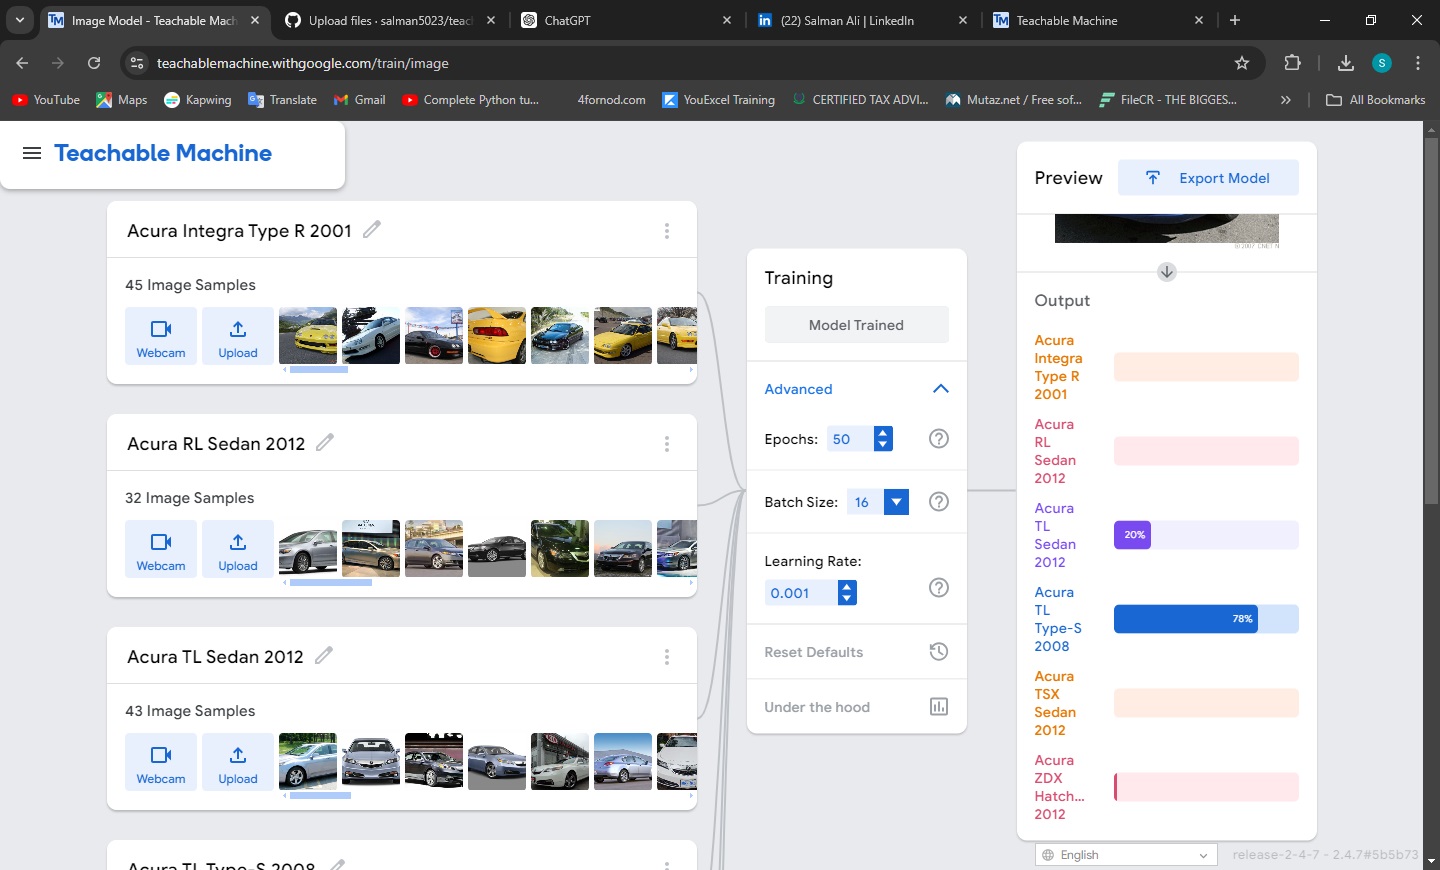 Image Model - Teachable Mach
Upload files · salman5023/teac
ChatGPT
(22) Salman Ali | LinkedIn
Teachable Machine
teachablemachine.withgoogle.com/train/image
S
YouTube
Maps
Kapwing
Translate
Gmail
Complete Python tu...
4fornod.com
YouExcel Training
CERTIFIED TAX ADVI...
Mutaz.net / Free sof...
FileCR - THE BIGGES...
All Bookmarks
Teachable Machine
Acura Integra Type R 2001
45 Image Samples
Webcam
Upload
Acura RL Sedan 2012
32 Image Samples
Webcam
Upload
Acura TL Sedan 2012
43 Image Samples
Webcam
Upload
Acura TL Type-S 2008
Training
Model Trained
Advanced
Epochs: 50
Batch Size: 16
Learning Rate:
0.001
Reset Defaults
Under the hood
Preview
Export Model
© 2007 CNET N
Output
Acura
Integra
Type R
2001
Acura
RL
Sedan
2012
Acura
TL
Sedan
2012
20%
Acura
TL
Type-S
2008
78%
Acura
TSX
Sedan
2012
Acura
ZDX
Hatch...
2012
English
release-2-4-7 - 2.4.7#5b5b73